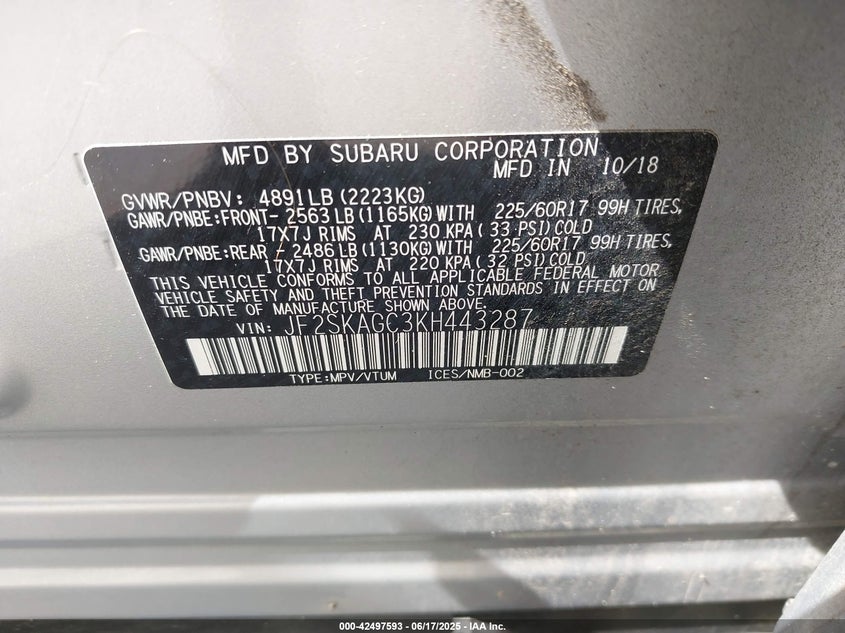 MFD BY SUBARU CORPORATION
MFD IN 10/18
GVWR/PNBV: 4891LB (2223KG)
GAWR/PNBE:FRONT- 2563 LB (1165KG) WITH 225/60R17 99H TIRES,
17X7J RIMS AT 230 KPA ( 33 PSI) COLD
GAWR/PNBE:REAR - 2486 LB (1130KG) WITH 225/60R17 99H TIRES,
17X7J RIMS AT 220 KPA ( 32 PSI) COLD
THIS VEHICLE CONFORMS TO ALL APPLICABLE FEDERAL MOTOR
VEHICLE SAFETY AND THEFT PREVENTION STANDARDS IN EFFECT ON
THE DATE OF MANUFACTURE SHOWN ABOVE.
VIN: JF2SKAGC3KH443287
TYPE:MPV/VTUM ICES/NMB-002
000-42497593 - 06/17/2025 - IAA Inc.